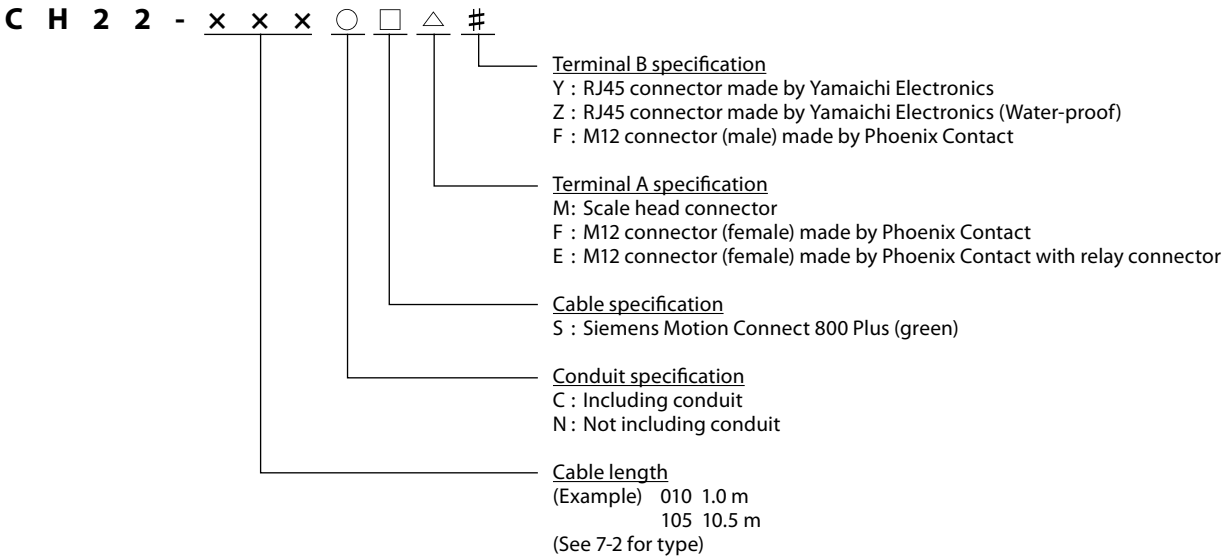 CH22-×××○□△#
Terminal B specification
Y : RJ45 connector made by Yamaichi Electronics
Z : RJ45 connector made by Yamaichi Electronics (Water-proof)
F : M12 connector (male) made by Phoenix Contact
Terminal A specification
M: Scale head connector
F : M12 connector (female) made by Phoenix Contact
E : M12 connector (female) made by Phoenix Contact with relay connector
Cable specification
S : Siemens Motion Connect 800 Plus (green)
Conduit specification
C : Including conduit
N : Not including conduit
Cable length
(Example) 010 1.0 m
105 10.5 m
(See 7-2 for type)